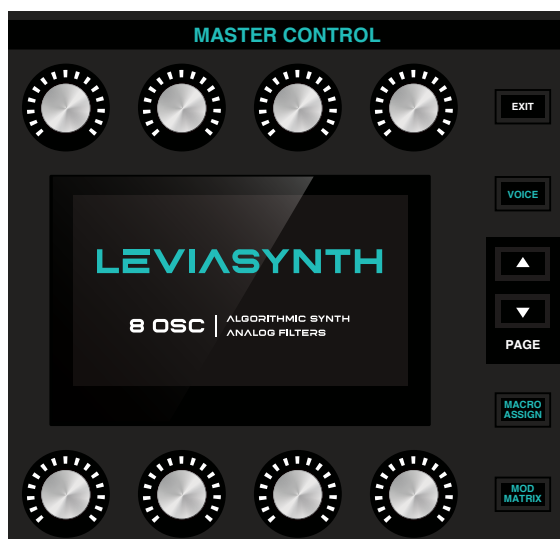 MASTER CONTROL
EXIT
VOICE
LEVIASYNTH
8 OSC
ALGORITHMIC SYNTH
ANALOG FILTERS
PAGE
MACRO
ASSIGN
MOD
MATRIX